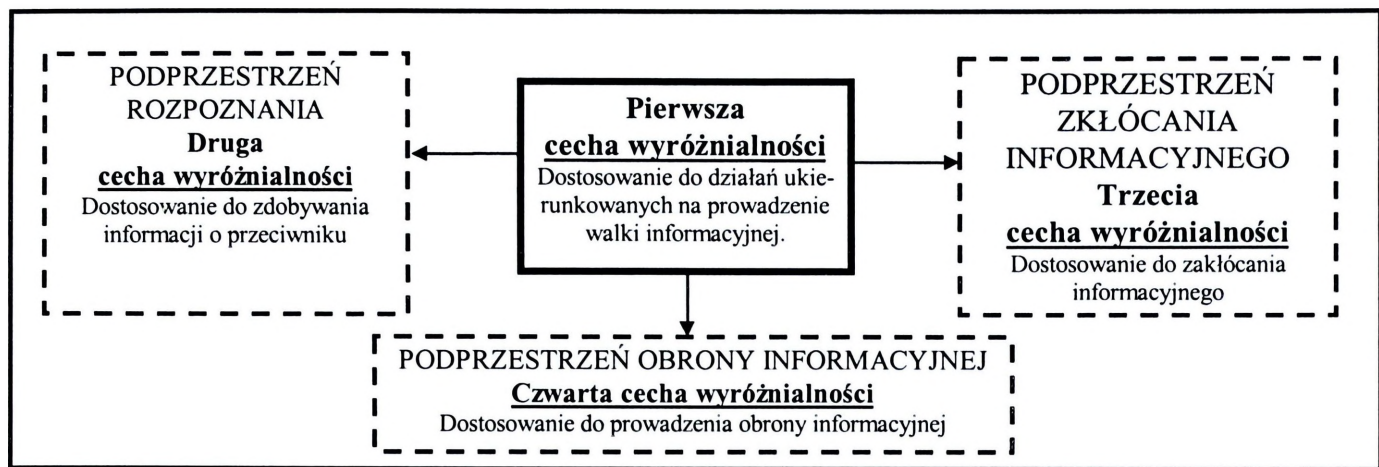 PODPRZESTRZEŃ
ROZPOZNANIA
Druga
cecha wyróżnialności
Dostosowanie do zdobywania
informacji o przeciwniku
Pierwsza
cecha wyróżnialności
Dostosowanie do działań ukie-
runkowanych na prowadzenie
walki informacyjnej.
PODPRZESTRZEŃ
ZKŁÓCANIA
INFORMACYJNEGO
Trzecia
cecha wyróżnialności
Dostosowanie do zakłócania
informacyjnego
PODPRZESTRZEŃ OBRONY INFORMACYJNEJ
Czwarta cecha wyróżnialności
Dostosowanie do prowadzenia obrony informacyjnej